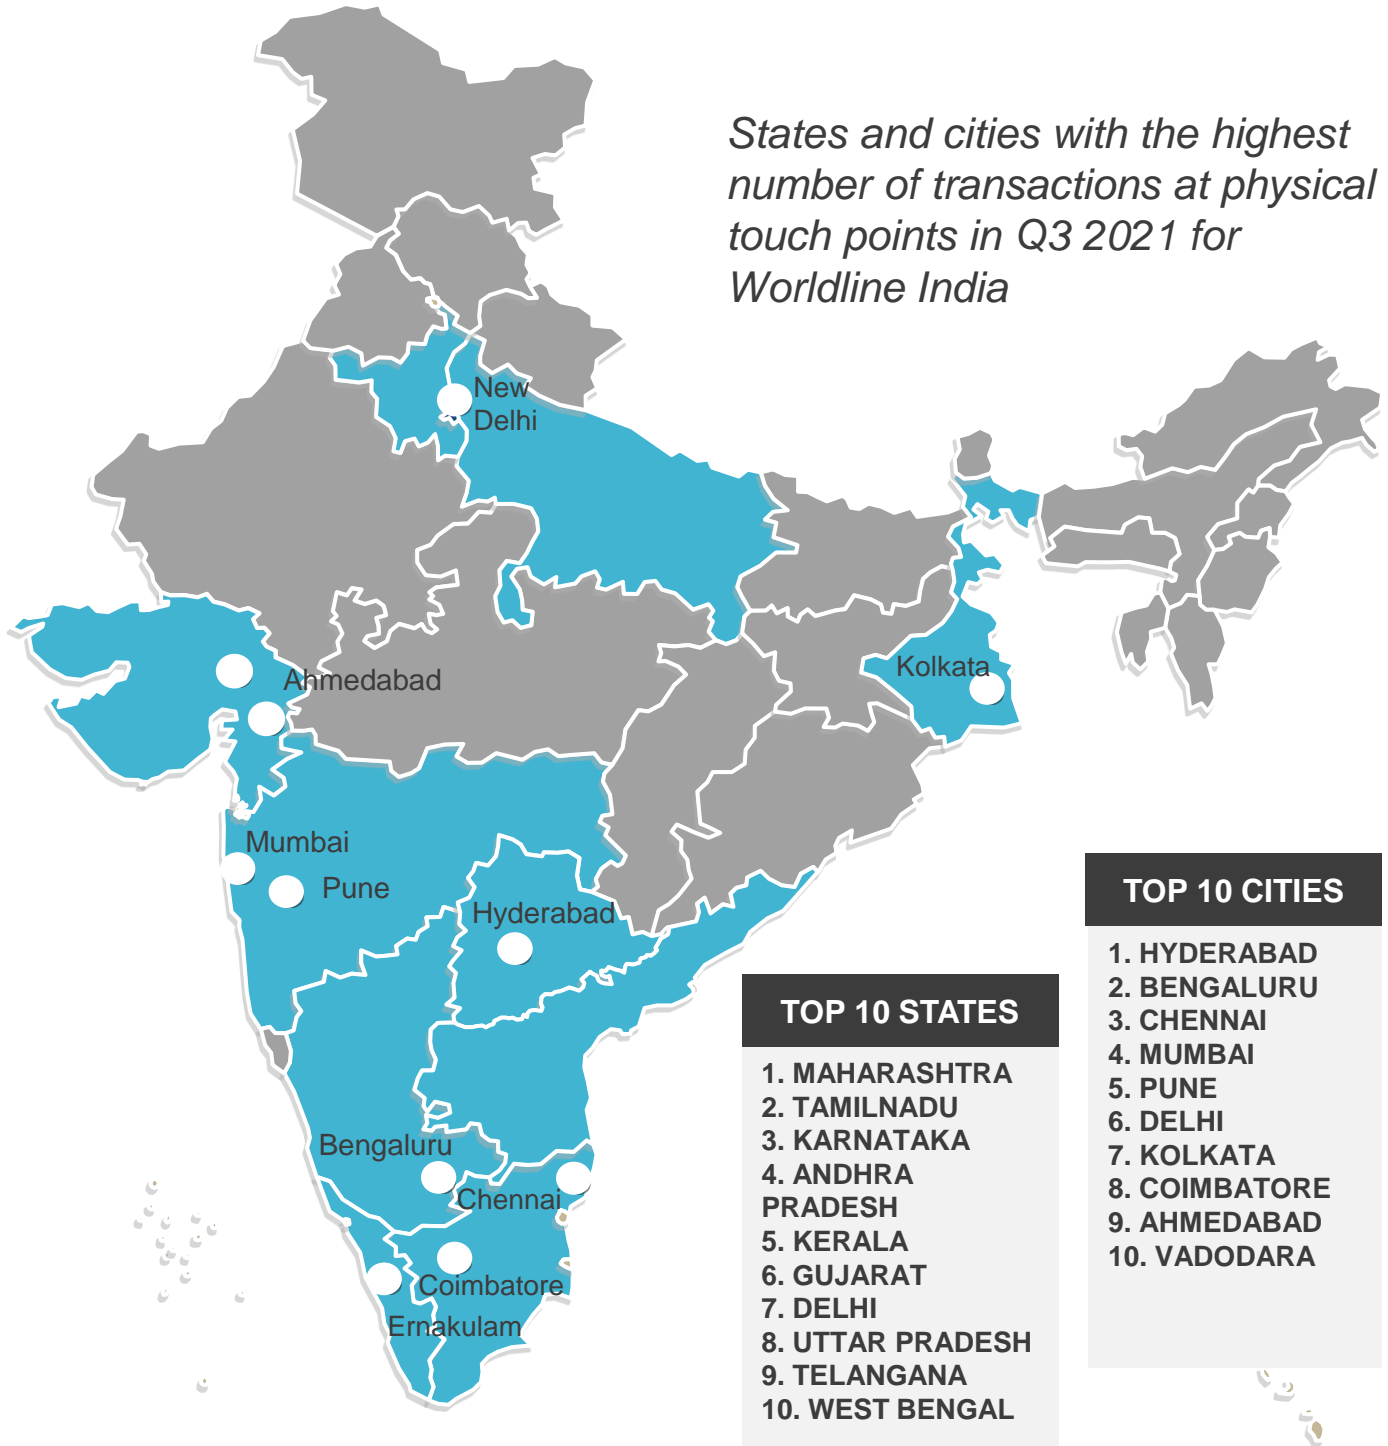 States and cities with the highest
number of transactions at physical
touch points in Q3 2021 for
Worldline India
New
Delhi
Ahmedabad
Kolkata
Mumbai
Pune
Hyderabad
Bengaluru
Chennai
Coimbatore
Ernakulam
TOP 10 STATES
1. MAHARASHTRA
2. TAMILNADU
3. KARNATAKA
4. ANDHRA
PRADESH
5. KERALA
6. GUJARAT
7. DELHI
8. UTTAR PRADESH
9. TELANGANA
10. WEST BENGAL
TOP 10 CITIES
1. HYDERABAD
2. BENGALURU
3. CHENNAI
4. MUMBAI
5. PUNE
6. DELHI
7. KOLKATA
8. COIMBATORE
9. AHMEDABAD
10. VADODARA